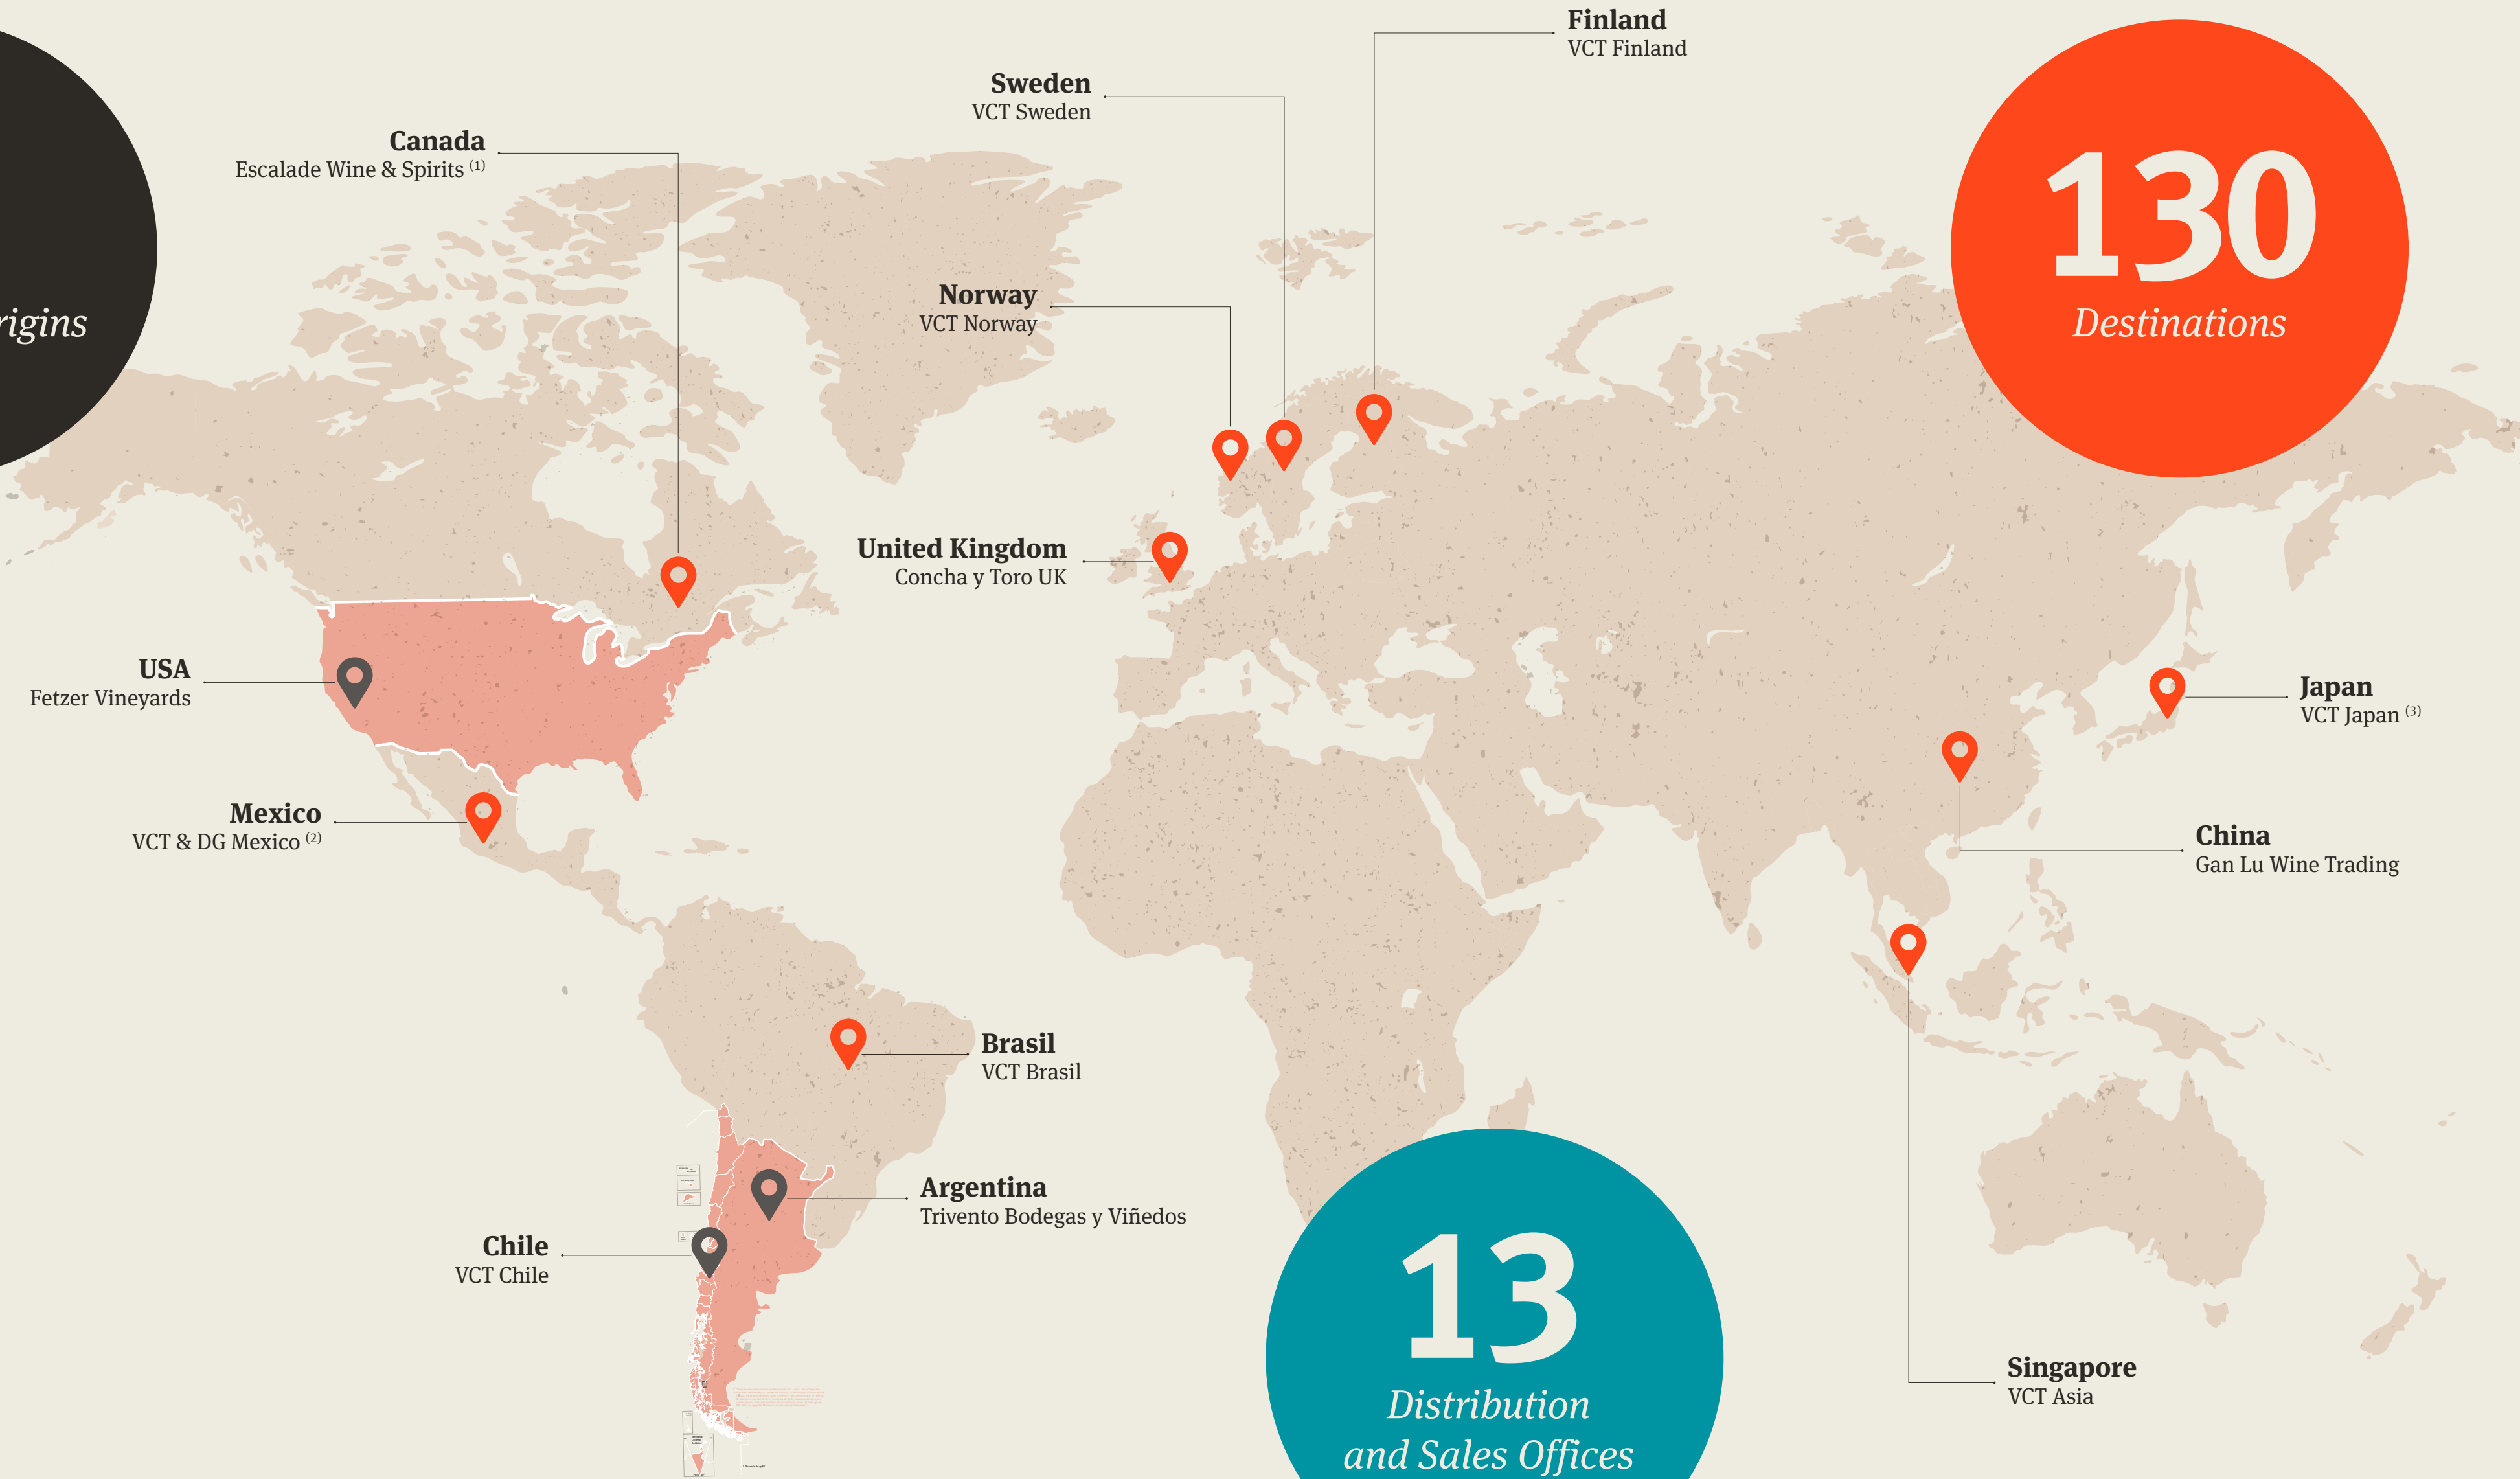 Finland
VCT Finland
Sweden
VCT Sweden
Canada
Escalade Wine & Spirits (1)
130
Destinations
Norway
VCT Norway
United Kingdom
Concha y Toro UK
USA
Fetzer Vineyards
Japan
VCT Japan (3)
Mexico
VCT & DG Mexico (2)
China
Gan Lu Wine Trading
Brasil
VCT Brasil
Argentina
Trivento Bodegas y Viñedos
Chile
VCT Chile
13
Distribution
and Sales Offices
Singapore
VCT Asia